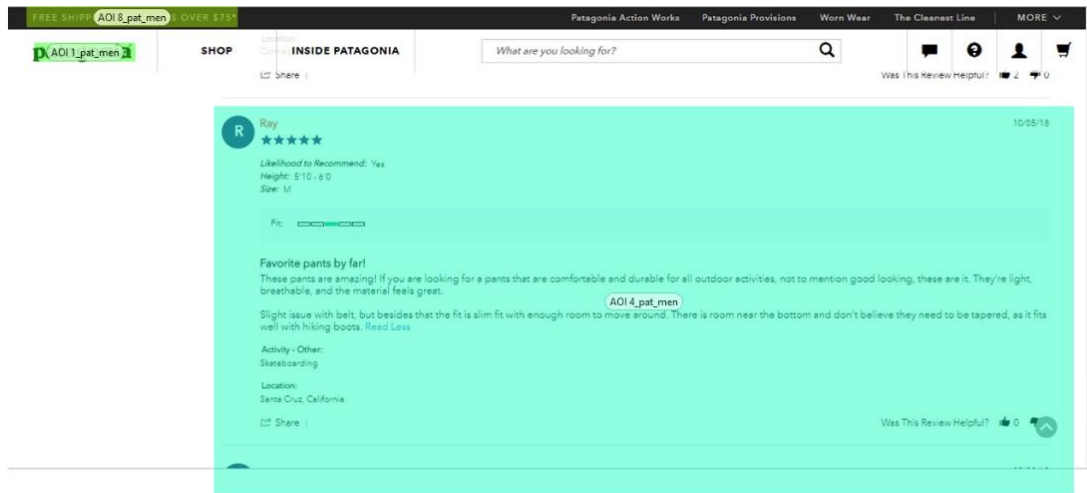 FREE SHIPP AOI 8_pat_men S OVER $75*
Patagonia Action Works Patagonia Provisions Worn Wear The Cleanest Line MORE
AOI 1_pat_men
SHOP INSIDE PATAGONIA What are you looking for?
Location:
Share Was This Review Helpful? 2 0
R Ray 10/05/18
Likelihood to Recommend: Yes
Height: 5'10 - 6'0
Size: M
Fit:
Favorite pants by far!
These pants are amazing! If you are looking for a pants that are comfortable and durable for all outdoor activities, not to mention good looking, these are it. They're light,
breathable, and the material feels great.
AOI 4_pat_men
Slight issue with belt, but besides that the fit is slim fit with enough room to move around. There is room near the bottom and don't believe they need to be tapered, as it fits
well with hiking boots. Read Less
Activity - Other:
Skateboarding
Location:
Santa Cruz, California
Share Was This Review Helpful? 0